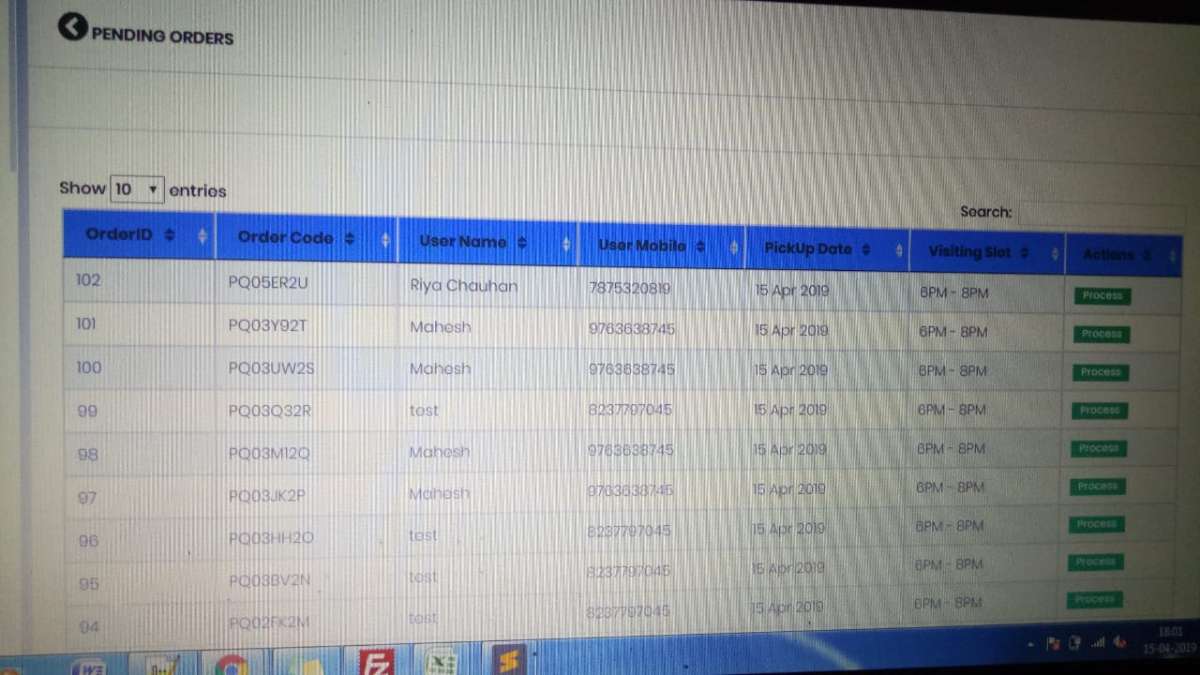 PENDING ORDERS
Show 10 entries
Search:
OrderID Order Code User Name User Mobile PickUp Date Visiting Slot Actions
102 PQ05ER2U Riya Chauhan 7875320819 15 Apr 2019 6PM - 8PM Process
101 PQ03Y92T Mahesh 9763638745 15 Apr 2019 6PM - 8PM Process
100 PQ03UW2S Mahesh 9763638745 15 Apr 2019 6PM - 8PM Process
99 PQ03Q32R test 8237797045 15 Apr 2019 6PM - 8PM Process
98 PQ03M12Q Mahesh 9763638745 15 Apr 2019 6PM - 8PM Process
97 PQ03JK2P Mahesh 9763638745 15 Apr 2019 6PM - 8PM Process
96 PQ03HH2O test 8237797045 15 Apr 2019 6PM - 8PM Process
95 PQ03BV2N test 8237797045 15 Apr 2019 6PM - 8PM Process
94 PQ02FK2M test 8237797045 15 Apr 2019 6PM - 8PM Process
18:01
15-04-2019